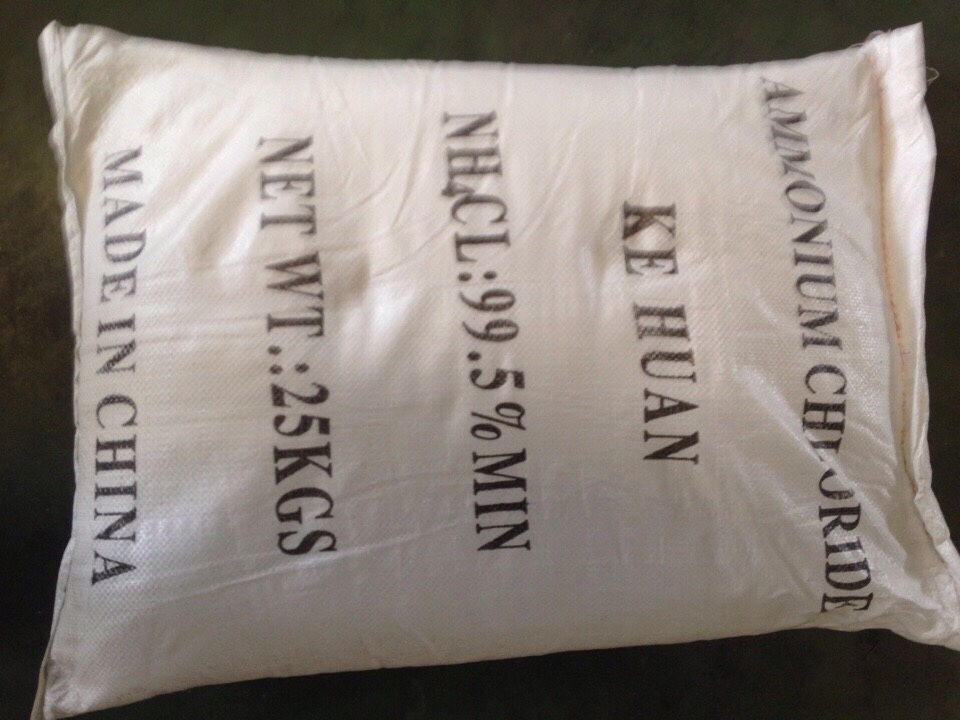 AMMONIUM CHLORIDE
KE HUAN
NH₄CL:99.5%MIN
NET WT.:25KGS
MADE IN CHINA